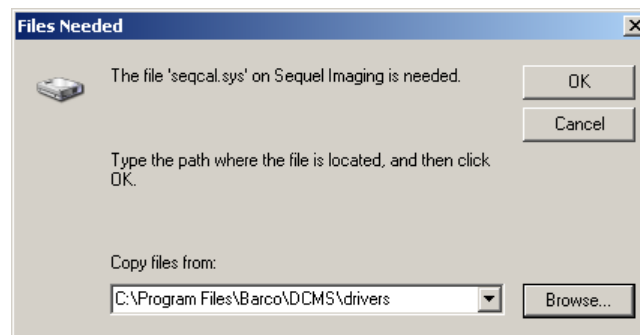 Files Needed
The file 'seqcal.sys' on Sequel Imaging is needed.
OK
Cancel
Type the path where the file is located, and then click
OK.
Copy files from:
C:\Program Files\Barco\DCMS\drivers
Browse...